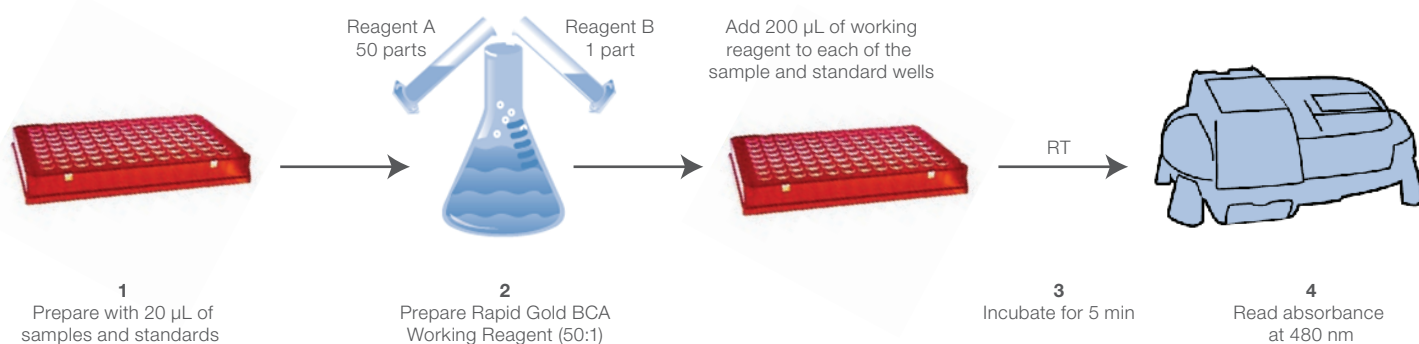 Reagent A
50 parts
Reagent B
1 part
Add 200 µL of working
reagent to each of the
sample and standard wells
RT
1
Prepare with 20 µL of
samples and standards
2
Prepare Rapid Gold BCA
Working Reagent (50:1)
3
Incubate for 5 min
4
Read absorbance
at 480 nm